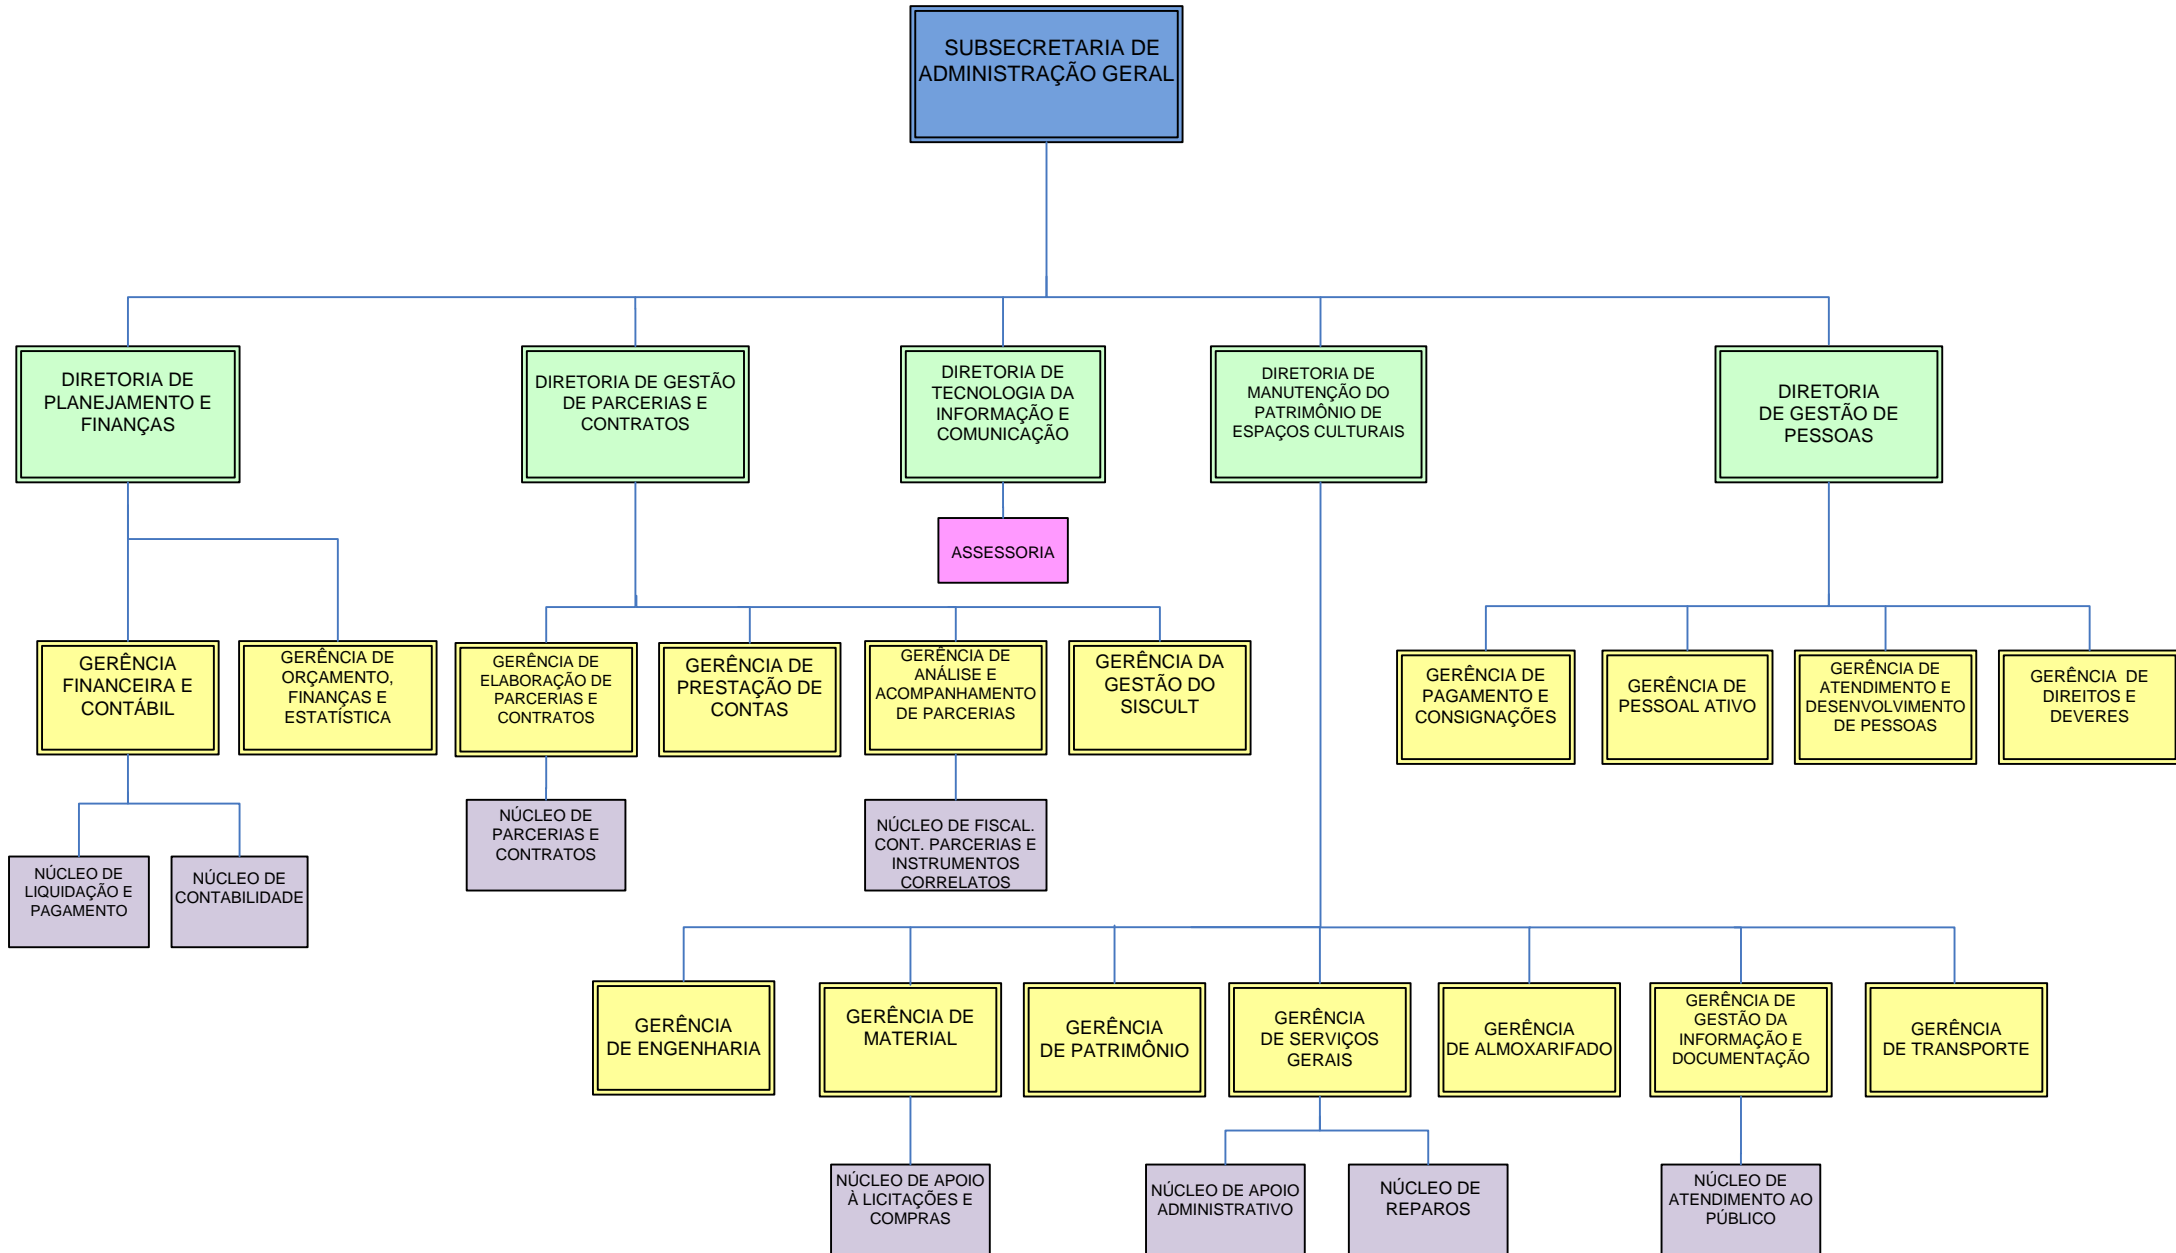 SUBSECRETARIA DE
ADMINISTRAÇÃO GERAL
DIRETORIA DE
PLANEJAMENTO E
FINANÇAS
DIRETORIA DE GESTÃO
DE PARCERIAS E
CONTRATOS
DIRETORIA DE
TECNOLOGIA DA
INFORMAÇÃO E
COMUNICAÇÃO
DIRETORIA DE
MANUTENÇÃO DO
PATRIMÔNIO DE
ESPAÇOS CULTURAIS
DIRETORIA
DE GESTÃO DE
PESSOAS
ASSESSORIA
GERÊNCIA
FINANCEIRA E
CONTÁBIL
GERÊNCIA DE
ORÇAMENTO,
FINANÇAS E
ESTATÍSTICA
GERÊNCIA DE
ELABORAÇÃO DE
PARCERIAS E
CONTRATOS
GERÊNCIA DE
PRESTAÇÃO DE
CONTAS
GERÊNCIA DE
ANÁLISE E
ACOMPANHAMENTO
DE PARCERIAS
GERÊNCIA DA
GESTÃO DO
SISCULT
GERÊNCIA DE
PAGAMENTO E
CONSIGNAÇÕES
GERÊNCIA DE
PESSOAL ATIVO
GERÊNCIA DE
ATENDIMENTO E
DESENVOLVIMENTO
DE PESSOAS
GERÊNCIA DE
DIREITOS E
DEVERES
NÚCLEO DE
LIQUIDAÇÃO E
PAGAMENTO
NÚCLEO DE
CONTABILIDADE
NÚCLEO DE
PARCERIAS E
CONTRATOS
NÚCLEO DE FISCAL.
CONT. PARCERIAS E
INSTRUMENTOS
CORRELATOS
GERÊNCIA
DE ENGENHARIA
GERÊNCIA DE
MATERIAL
GERÊNCIA
DE PATRIMÔNIO
GERÊNCIA
DE SERVIÇOS
GERAIS
GERÊNCIA
DE ALMOXARIFADO
GERÊNCIA DE
GESTÃO DA
INFORMAÇÃO E
DOCUMENTAÇÃO
GERÊNCIA
DE TRANSPORTE
NÚCLEO DE APOIO
À LICITAÇÕES E
COMPRAS
NÚCLEO DE APOIO
ADMINISTRATIVO
NÚCLEO DE
REPAROS
NÚCLEO DE
ATENDIMENTO AO
PÚBLICO